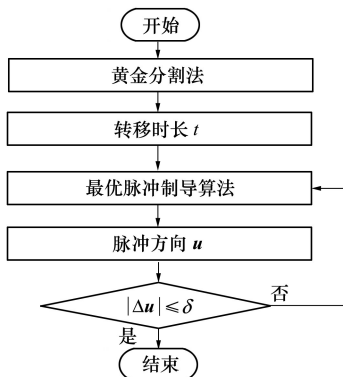 开始
黄金分割法
转移时长 t
最优脉冲制导算法
脉冲方向 u
|Δu|≤δ
否
是
结束